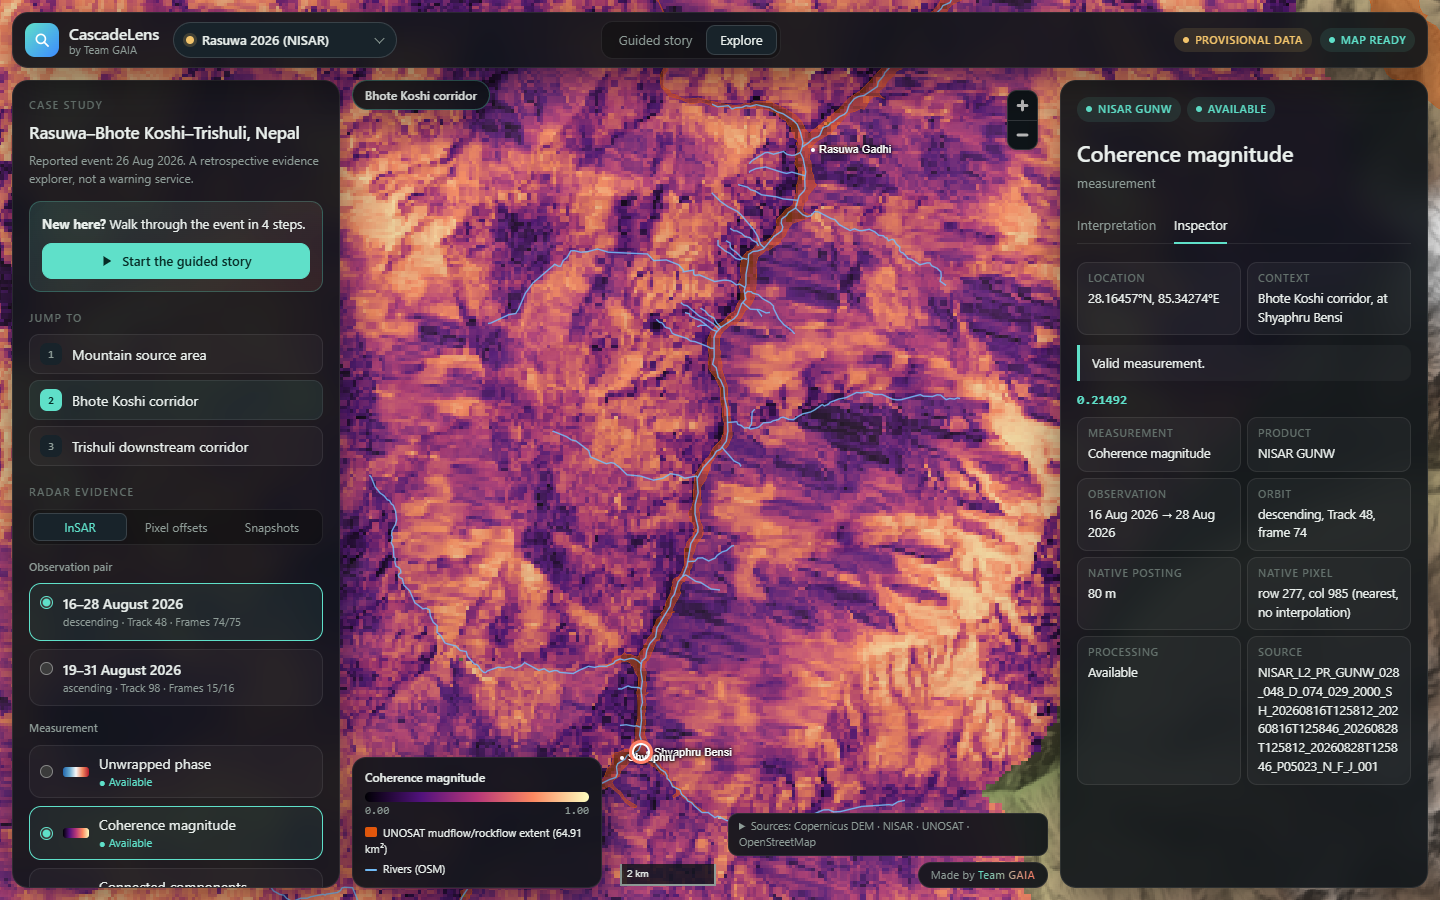 CascadeLens
by Team GAIA
Rasuwa 2026 (NISAR)
Guided story
Explore
PROVISIONAL DATA
MAP READY
CASE STUDY
Rasuwa–Bhote Koshi–Trishuli, Nepal
Reported event: 26 Aug 2026. A retrospective evidence
explorer, not a warning service.
New here? Walk through the event in 4 steps.
Start the guided story
JUMP TO
1 Mountain source area
2 Bhote Koshi corridor
3 Trishuli downstream corridor
RADAR EVIDENCE
InSAR
Pixel offsets
Snapshots
Observation pair
16–28 August 2026
descending · Track 48 · Frames 74/75
19–31 August 2026
ascending · Track 98 · Frames 15/16
Measurement
Unwrapped phase
Available
Coherence magnitude
Available
Connected components
Bhote Koshi corridor
+
−
Rasuwa Gadhi
Shyaphru Bensi
Coherence magnitude
0.00 1.00
UNOSAT mudflow/rockflow extent (64.91
km²)
Rivers (OSM)
2 km
Sources: Copernicus DEM · NISAR · UNOSAT ·
OpenStreetMap
Made by Team GAIA
NISAR GUNW
AVAILABLE
Coherence magnitude
measurement
Interpretation
Inspector
LOCATION
28.16457°N, 85.34274°E
CONTEXT
Bhote Koshi corridor, at
Shyaphru Bensi
Valid measurement.
0.21492
MEASUREMENT
Coherence magnitude
PRODUCT
NISAR GUNW
OBSERVATION
16 Aug 2026 → 28 Aug
2026
ORBIT
descending, Track 48,
frame 74
NATIVE POSTING
80 m
NATIVE PIXEL
row 277, col 985 (nearest,
no interpolation)
PROCESSING
Available
SOURCE
NISAR_L2_PR_GUNW_028
_048_D_074_029_2000_S
H_20260816T125812_202
60816T125846_20260828
T125812_20260828T1258
46_P05023_N_F_J_001